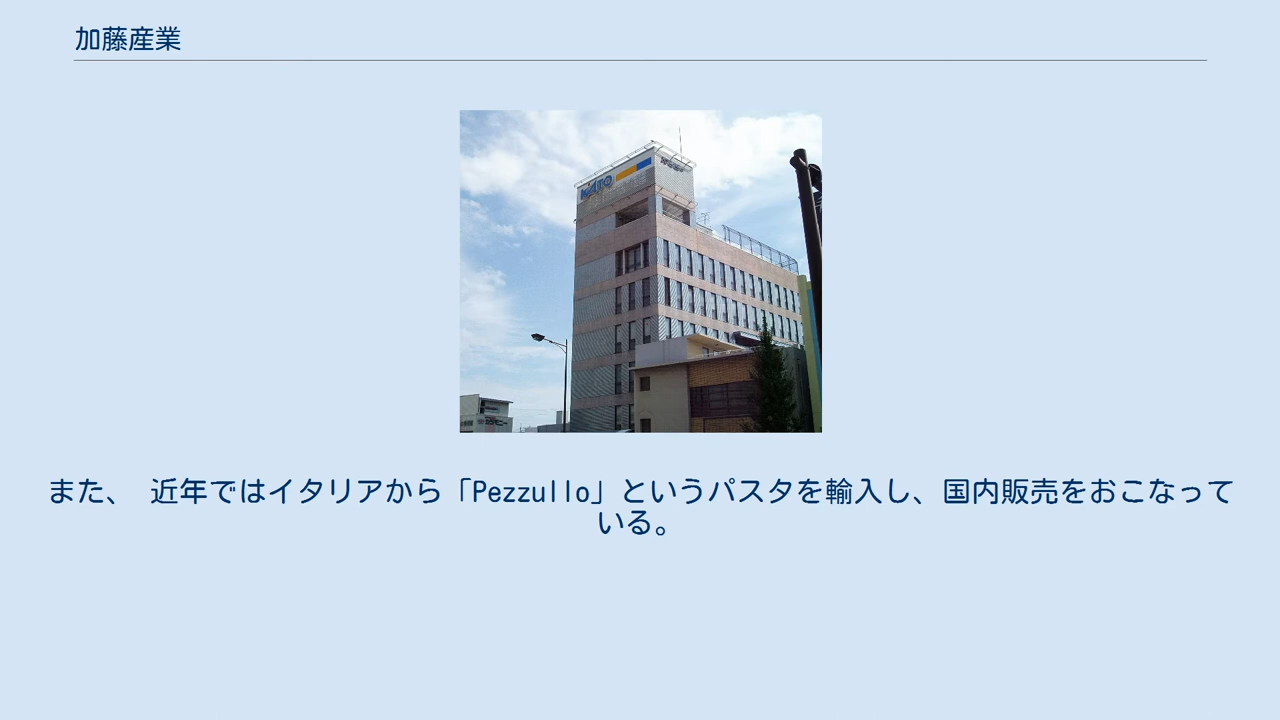 加藤産業
KATO
また、 近年ではイタリアから「Pezzullo」というパスタを輸入し、国内販売をおこなって
いる。